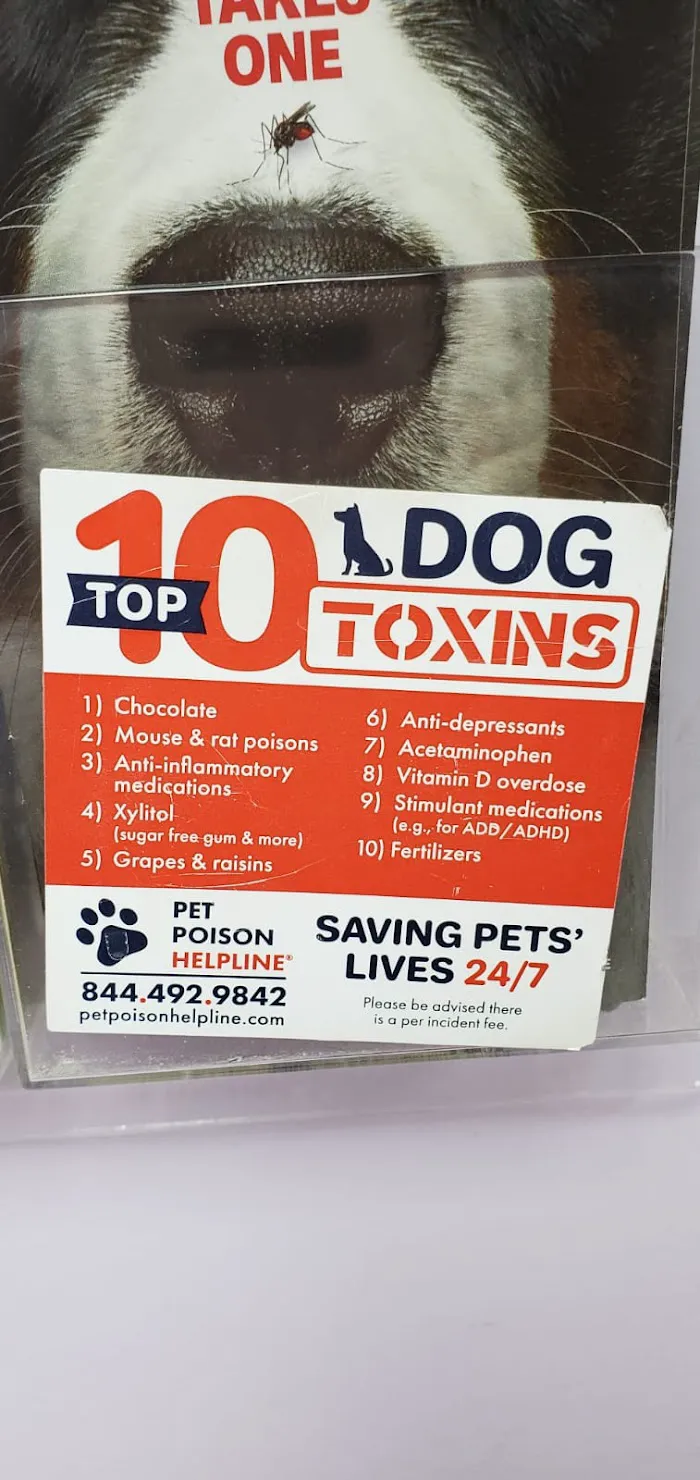 TAKES
ONE
TOP 10 DOG
TOXINS
1) Chocolate
2) Mouse & rat poisons
3) Anti-inflammatory
medications
4) Xylitol
(sugar free gum & more)
5) Grapes & raisins
6) Anti-depressants
7) Acetaminophen
8) Vitamin D overdose
9) Stimulant medications
(e.g., for ADD/ADHD)
10) Fertilizers
PET
POISON
HELPLINE®
844.492.9842
petpoisonhelpline.com
SAVING PETS'
LIVES 24/7
Please be advised there
is a per incident fee.